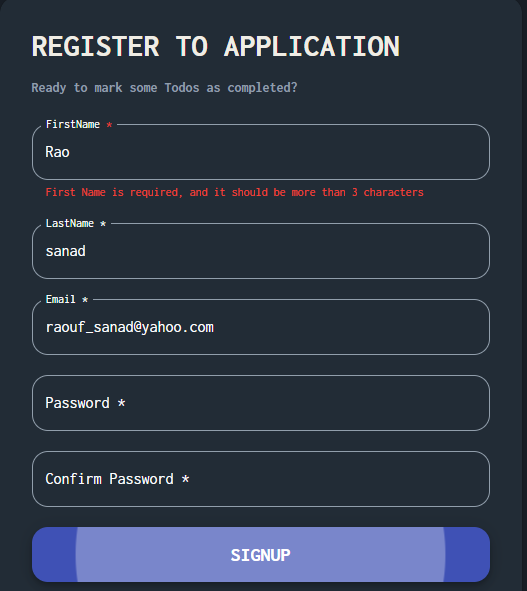 REGISTER TO APPLICATION
Ready to mark some Todos as completed?
FirstName *
Rao
First Name is required, and it should be more than 3 characters
LastName *
sanad
Email *
raouf_sanad@yahoo.com
Password *
Confirm Password *
SIGNUP